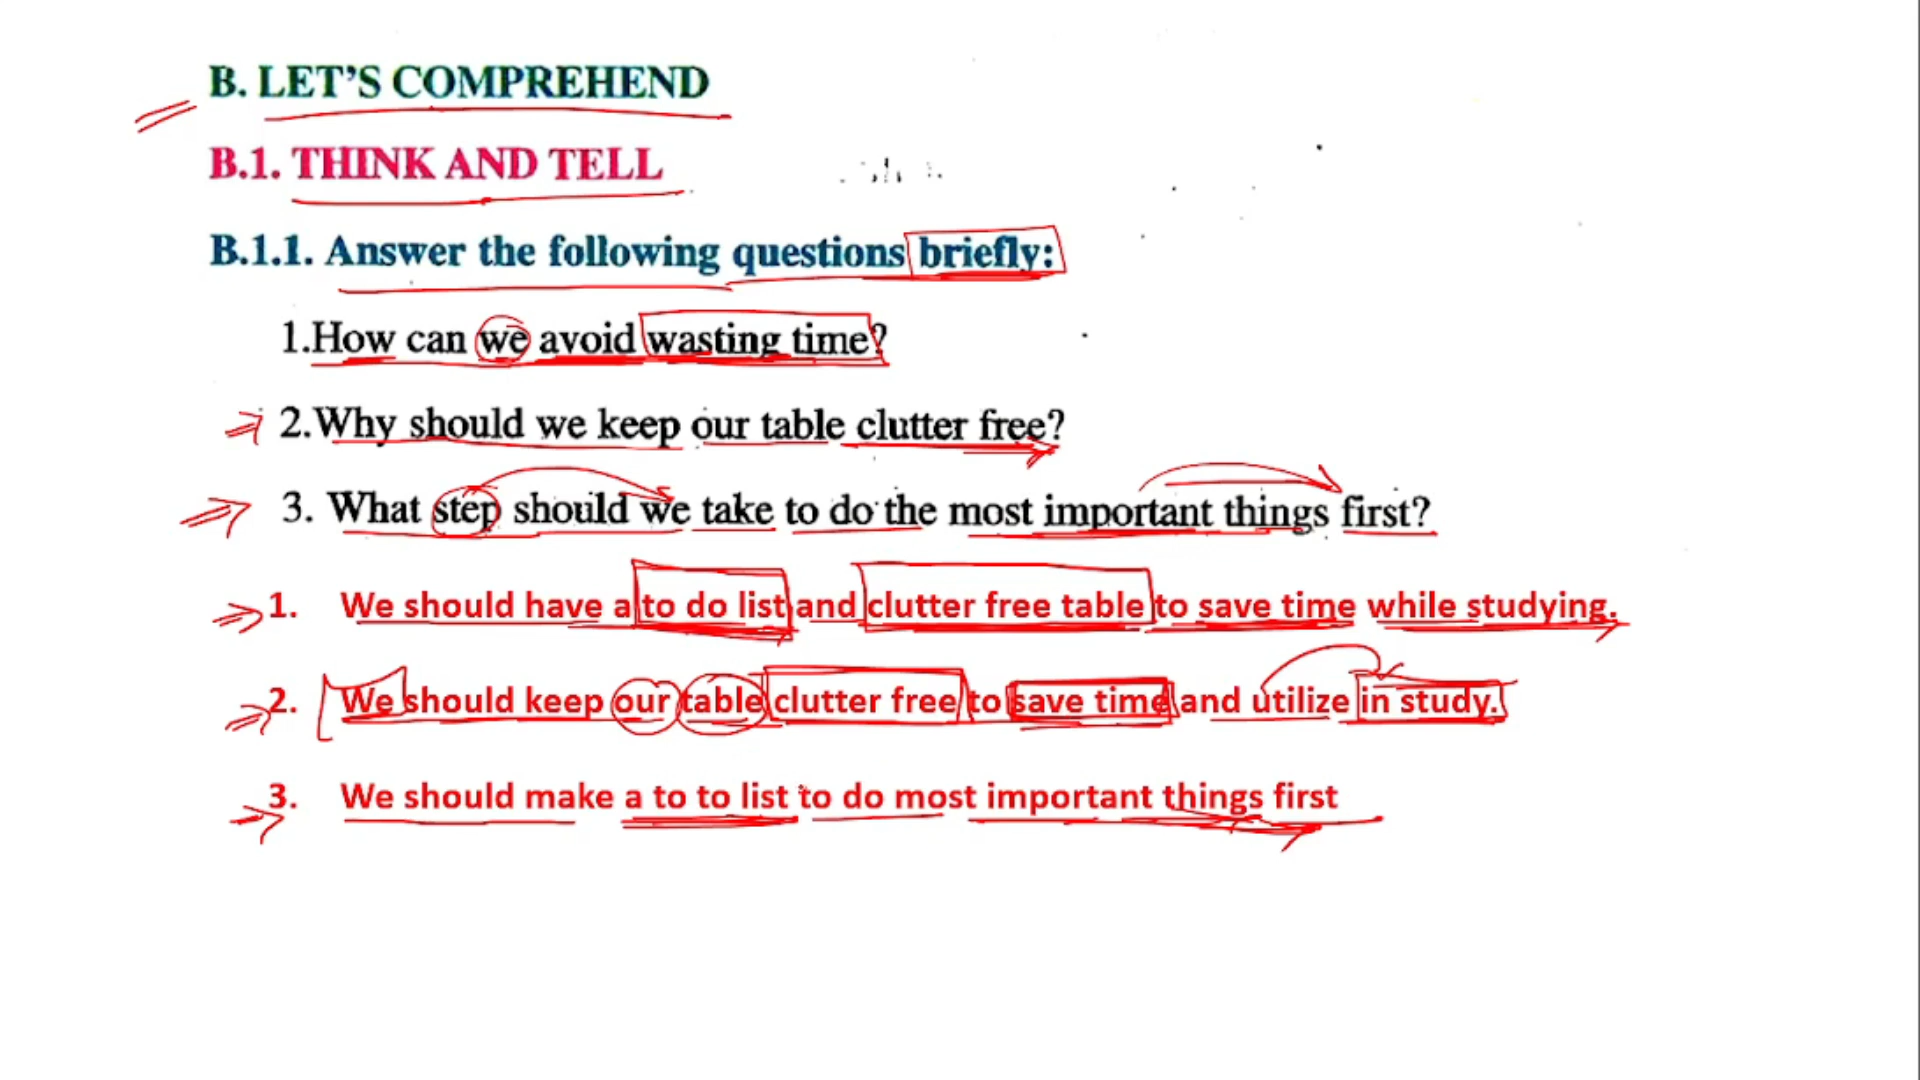 B. LET'S COMPREHEND
B.1. THINK AND TELL
B.1.1. Answer the following questions briefly:
1.How can we avoid wasting time?
2.Why should we keep our table clutter free?
3. What step should we take to do the most important things first?
1. We should have a to do list and clutter free table to save time while studying.
2. We should keep our table clutter free to save time and utilize in study.
3. We should make a to to list to do most important things first